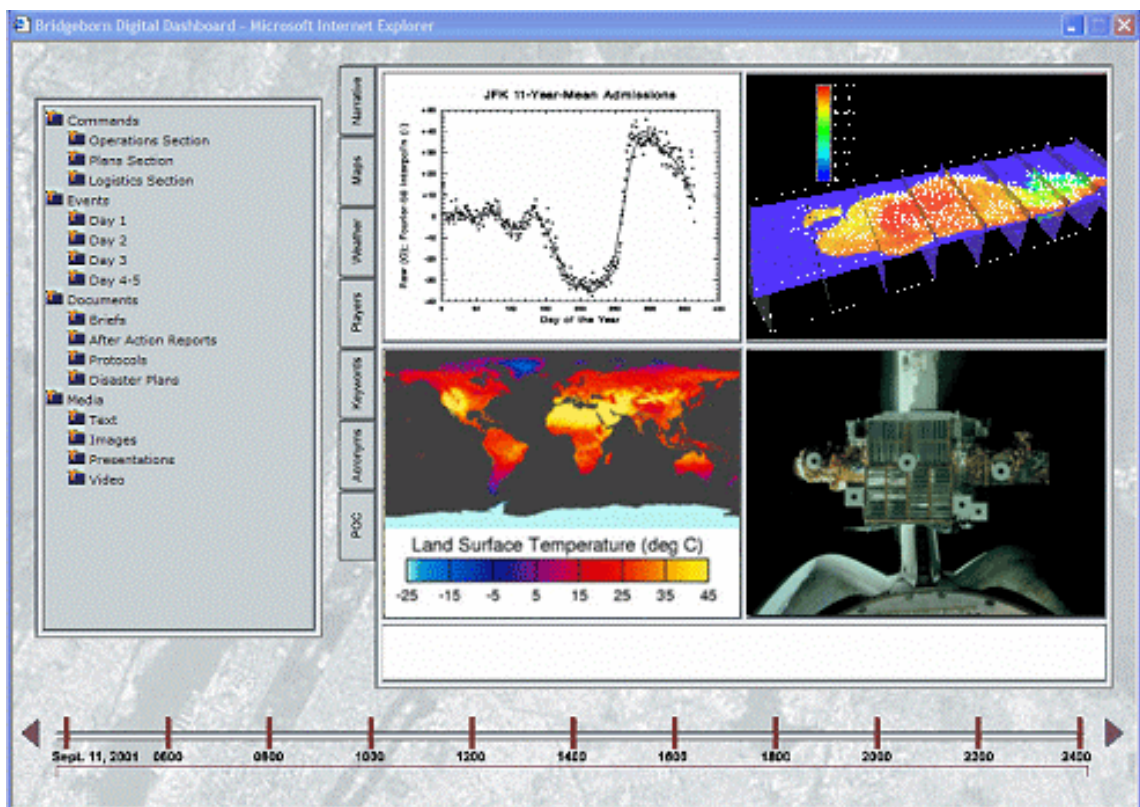 Bridgeborn Digital Dashboard - Microsoft Internet Explorer
Commands
Operations Section
Plans Section
Logistics Section
Events
Day 1
Day 2
Day 3
Day 4-5
Documents
Briefs
After Action Reports
Protocols
Disaster Plans
Media
Text
Images
Presentations
Video
Narrative
Maps
Weather
Players
Keywords
Acronyms
POC
JFK 11-Year-Mean Admissions
Day of the Year
Land Surface Temperature (deg C)
-25 -15 -5 5 15 25 35 45
Sept. 11, 2001 0600 0800 1000 1200 1400 1600 1800 2000 2200 2400